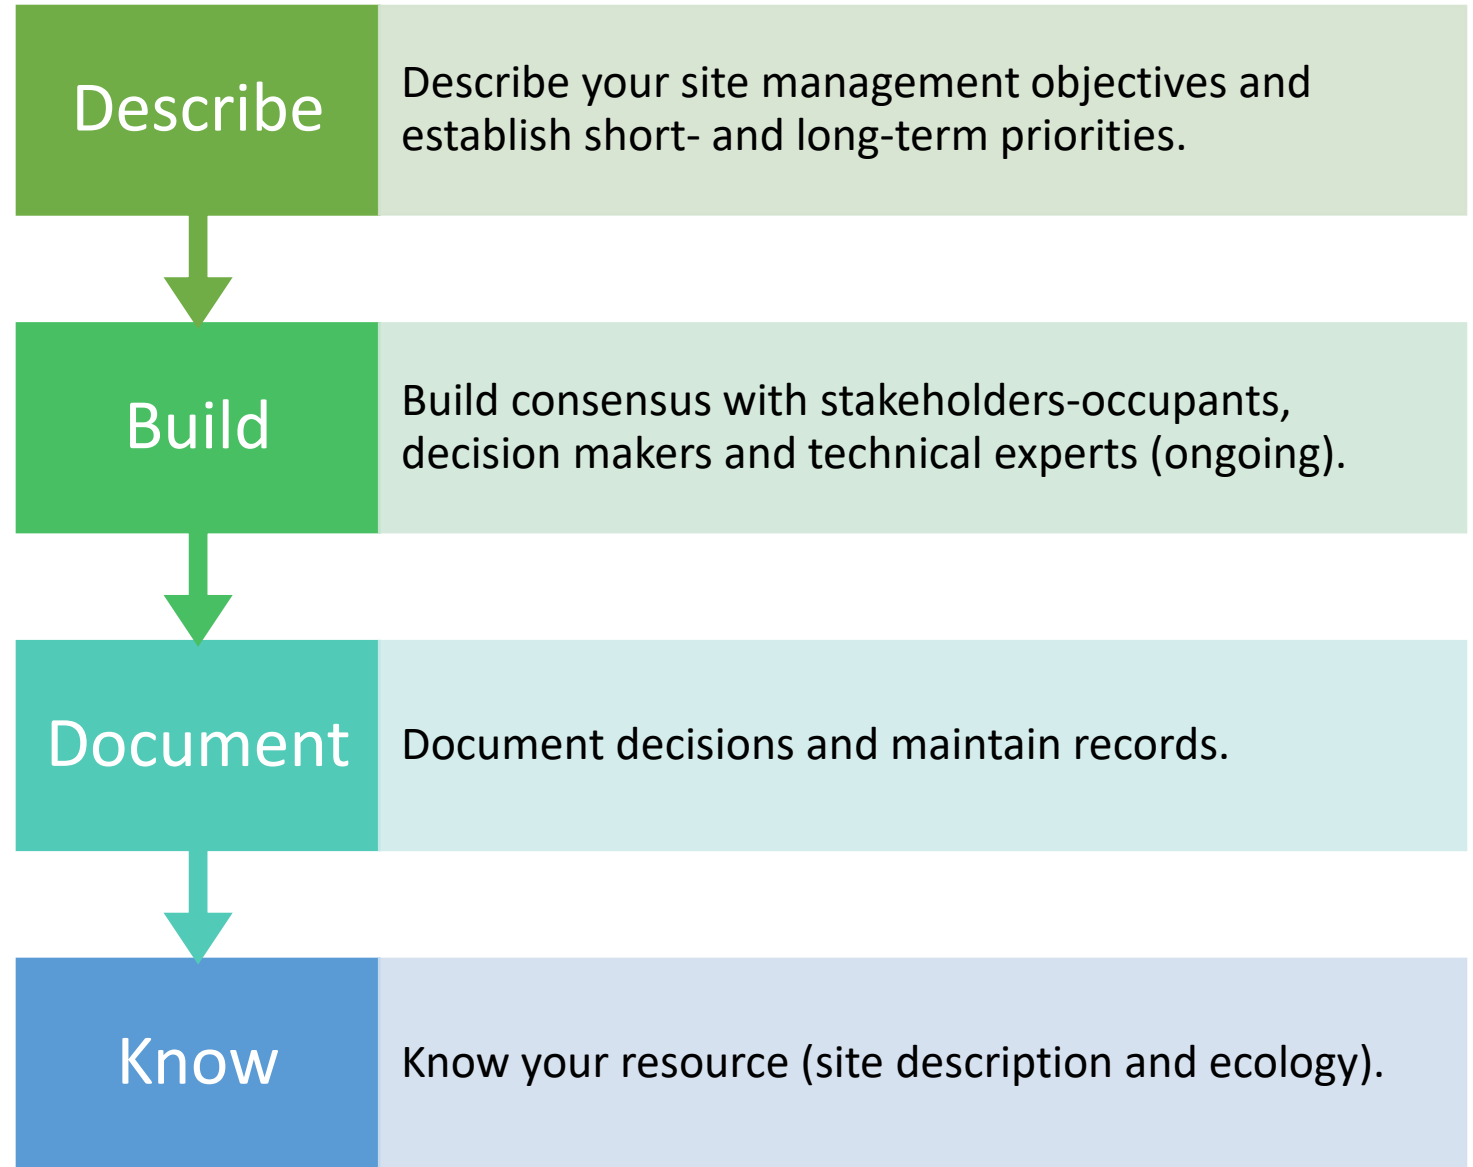 Describe
Describe your site management objectives and
establish short- and long-term priorities.
Build
Build consensus with stakeholders-occupants,
decision makers and technical experts (ongoing).
Document
Document decisions and maintain records.
Know
Know your resource (site description and ecology).